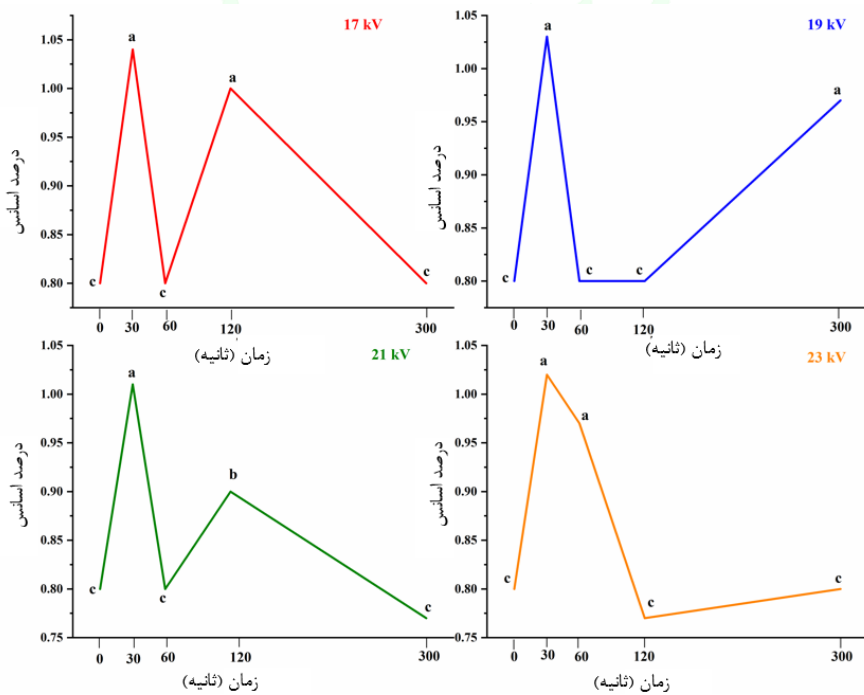 17 kV
درصد اسانس
1.05
1.00
0.95
0.90
0.85
0.80
a
a
c
c
c
0 30 60 120 300
زمان (ثانیه)
19 kV
درصد اسانس
1.05
1.00
0.95
0.90
0.85
0.80
a
a
c
c
c
0 30 60 120 300
زمان (ثانیه)
21 kV
درصد اسانس
1.05
1.00
0.95
0.90
0.85
0.80
0.75
a
b
c
c
c
0 30 60 120 300
زمان (ثانیه)
23 kV
درصد اسانس
1.05
1.00
0.95
0.90
0.85
0.80
0.75
a
a
c
c
c
0 30 60 120 300
زمان (ثانیه)